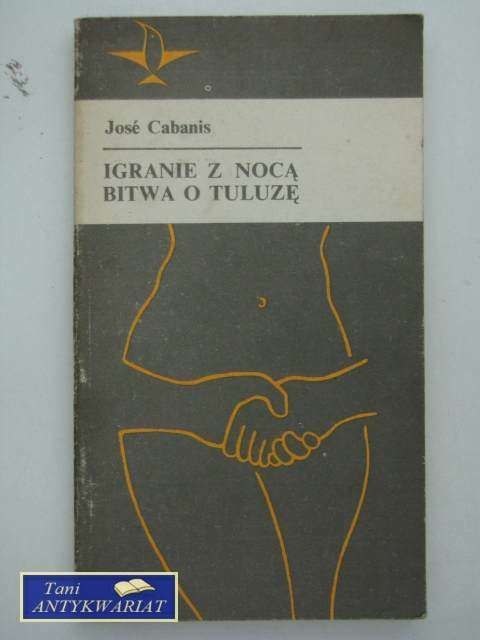 José Cabanis
IGRANIE Z NOCĄ
BITWA O TULUZĘ
Tani
ANTYKWARIAT